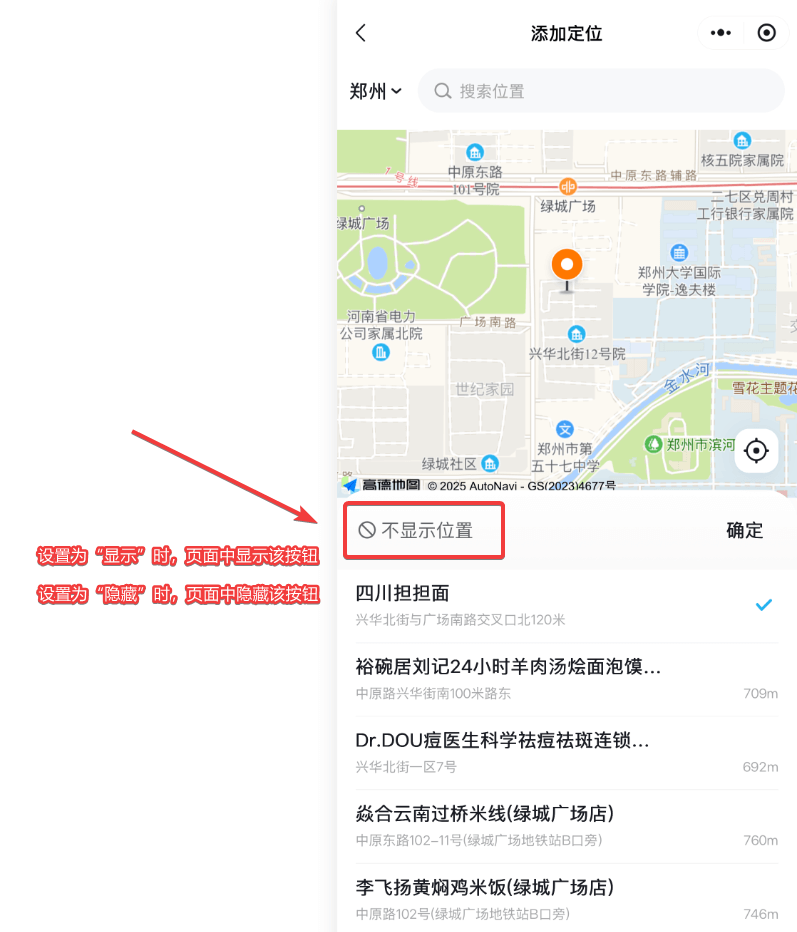 添加定位
郑州
搜索位置
核五院家属院
中原东路
101号院
1号线
中原东路辅路
绿城广场
二七区兑周村
工行银行家属院
绿城广场
郑州大学国际
学院-逸夫楼
河南省电力
公司家属北院
广场南路
兴华北街12号院
世纪家园
金水河
雪花主题花
郑州市第
五十七中学
郑州市滨河
绿城社区
高德地图 © 2025 AutoNavi - GS(2023)4677号
不显示位置
确定
设置为“显示”时，页面中显示该按钮
设置为“隐藏”时，页面中隐藏该按钮
四川担担面
兴华北街与广场南路交叉口北120米
裕碗居刘记24小时羊肉汤烩面泡馍...
中原路兴华街南100米路东
709m
Dr.DOU痘医生科学祛痘祛斑连锁...
兴华北街一区7号
692m
焱合云南过桥米线(绿城广场店)
中原东路102-11号(绿城广场地铁站B口旁)
760m
李飞扬黄焖鸡米饭(绿城广场店)
中原路102号(绿城广场地铁站B口旁)
746m